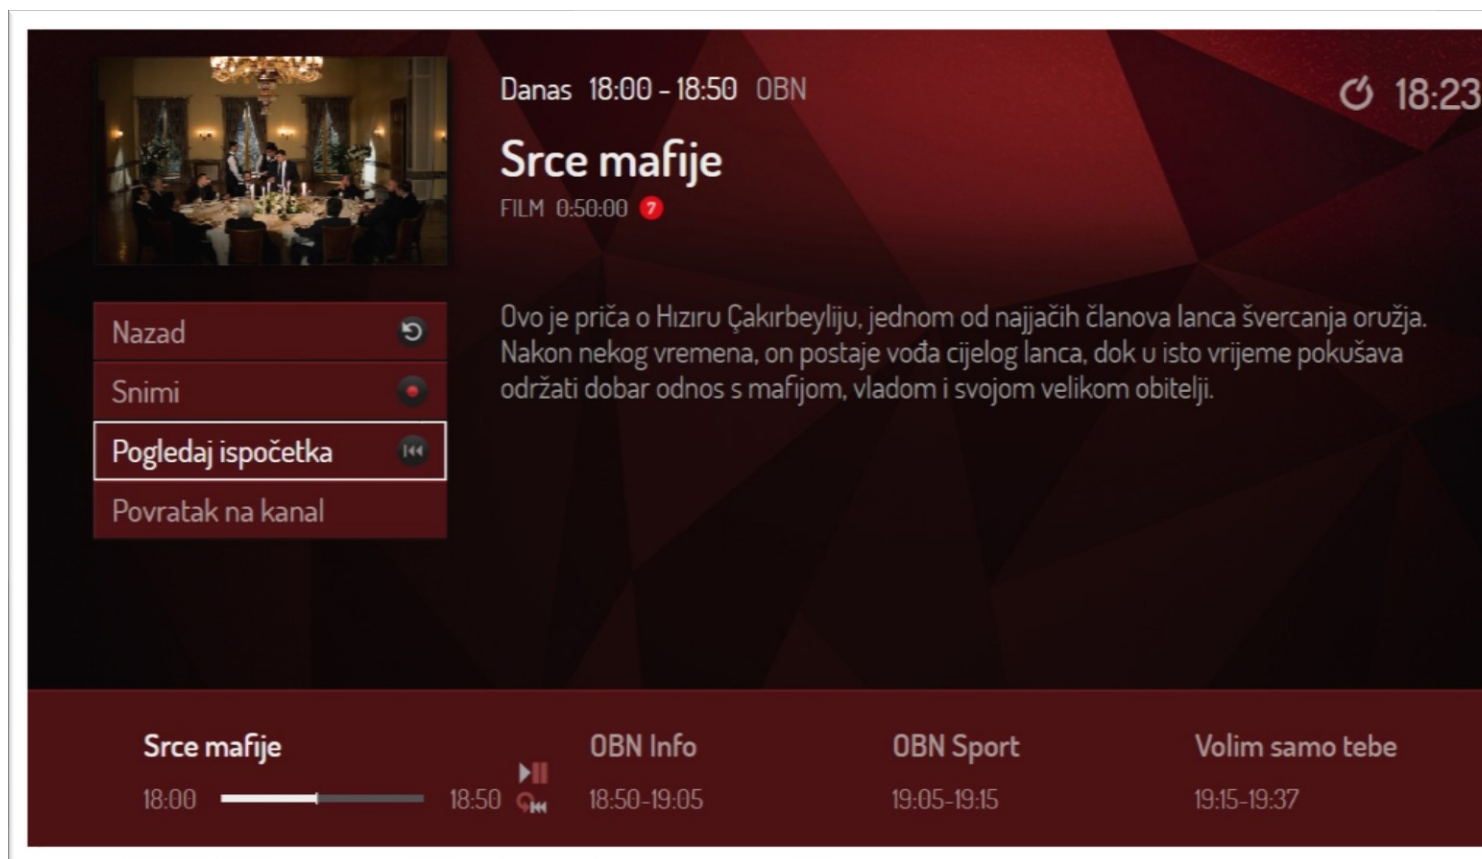 Danas 18:00 - 18:50 OBN
18:23
Srce mafije
FILM 0:50:00 7
Ovo je priča o Hızıru Çakırbeyliju, jednom od najjačih članova lanca švercanja oružja.
Nakon nekog vremena, on postaje vođa cijelog lanca, dok u isto vrijeme pokušava
održati dobar odnos s mafijom, vladom i svojom velikom obitelji.
Nazad
Snimi
Pogledaj ispočetka
Povratak na kanal
Srce mafije
18:00 18:50
OBN Info
18:50-19:05
OBN Sport
19:05-19:15
Volim samo tebe
19:15-19:37